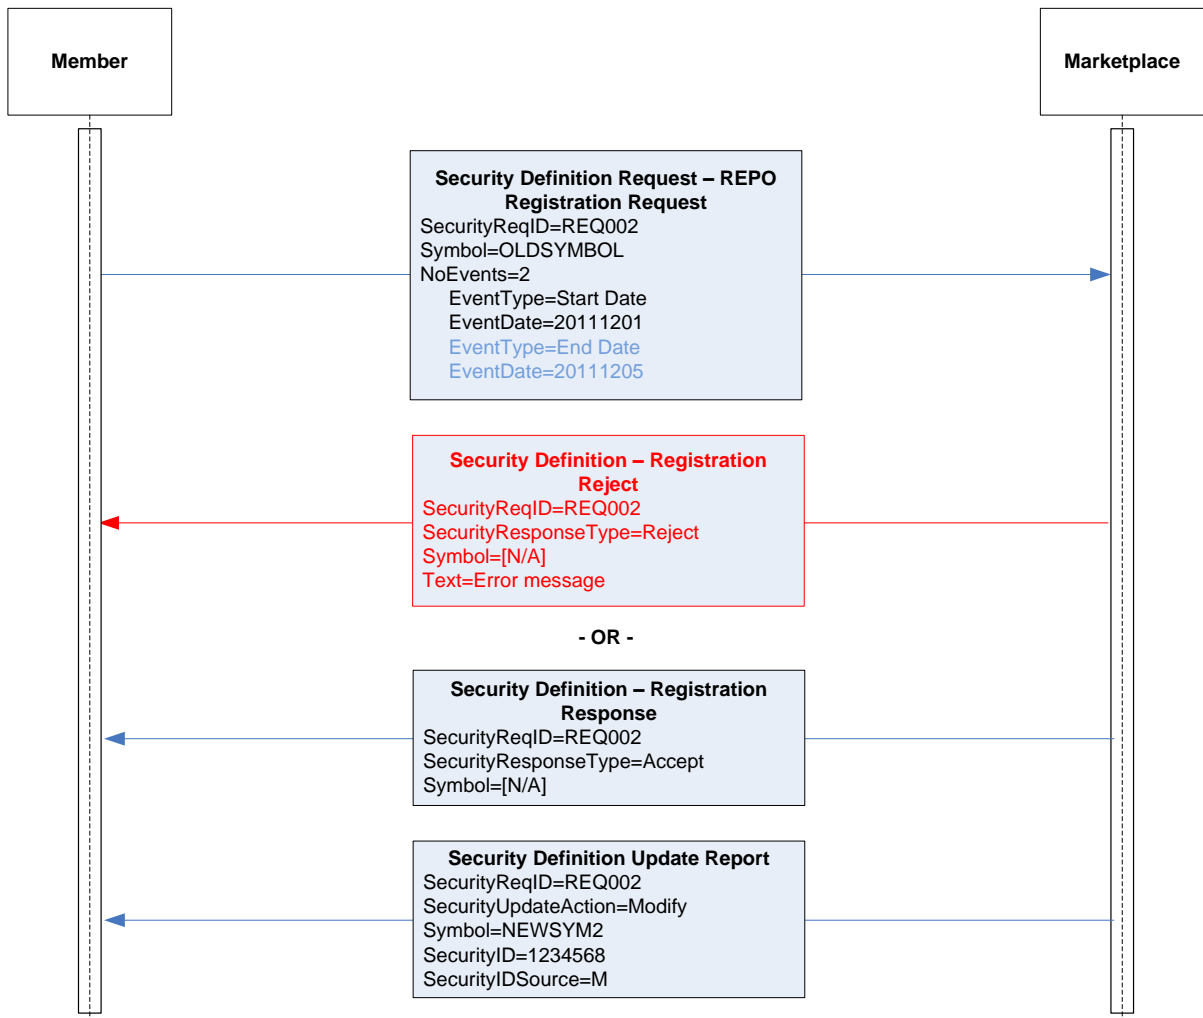 Member
Marketplace
Security Definition Request – REPO
Registration Request
SecurityReqID=REQ002
Symbol=OLDSYMBOL
NoEvents=2
EventType=Start Date
EventDate=20111201
EventType=End Date
EventDate=20111205
Security Definition – Registration
Reject
SecurityReqID=REQ002
SecurityResponseType=Reject
Symbol=[N/A]
Text=Error message
- OR -
Security Definition – Registration
Response
SecurityReqID=REQ002
SecurityResponseType=Accept
Symbol=[N/A]
Security Definition Update Report
SecurityReqID=REQ002
SecurityUpdateAction=Modify
Symbol=NEWSYM2
SecurityID=1234568
SecurityIDSource=M